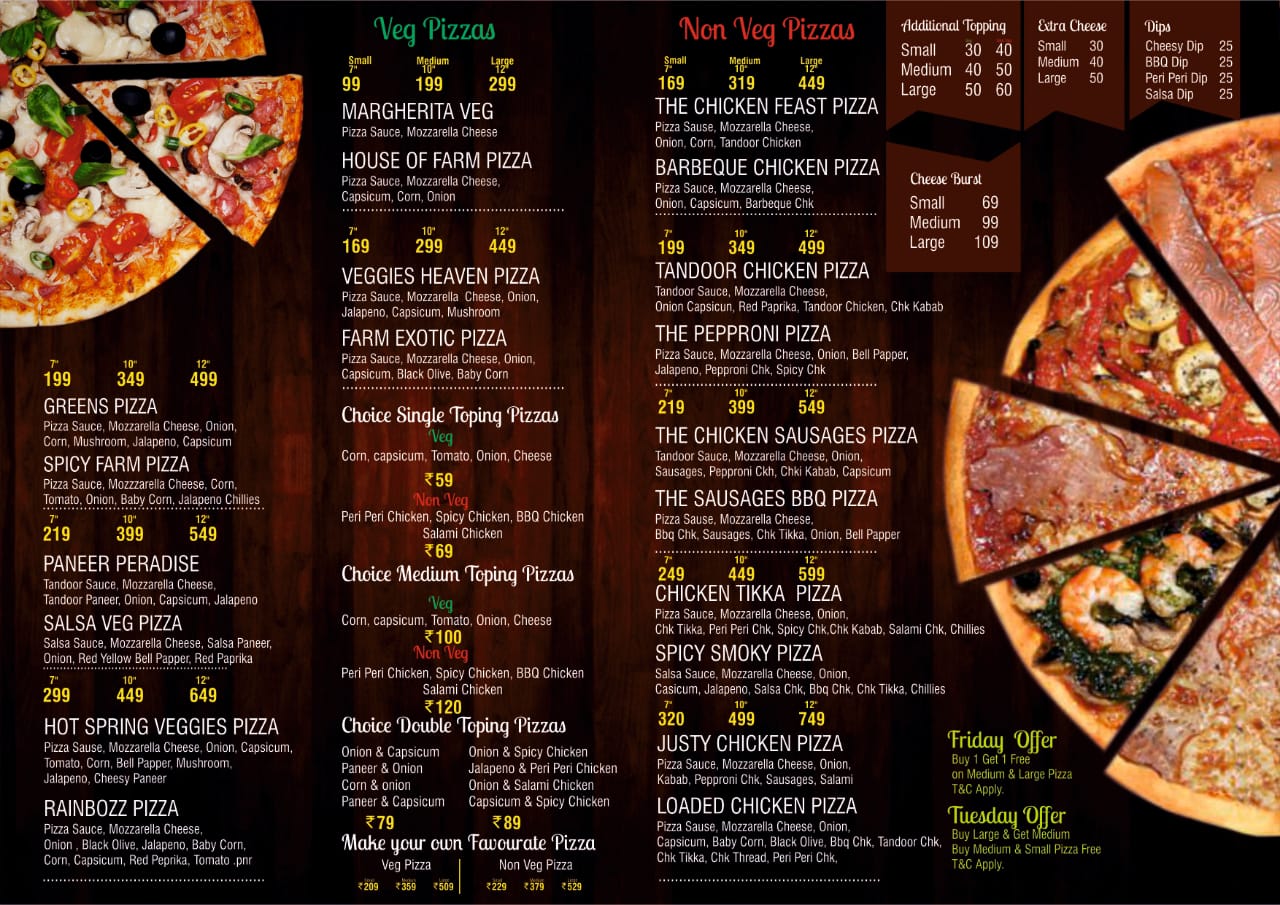 7" 10" 12"
199 349 499
GREENS PIZZA
Pizza Sauce, Mozzarella Cheese, Onion,
Corn, Mushroom, Jalapeno, Capsicum
SPICY FARM PIZZA
Pizza Sauce, Mozzzarella Cheese, Corn,
Tomato, Onion, Baby Corn, Jalapeno Chillies
7" 10" 12"
219 399 549
PANEER PERADISE
Tandoor Sauce, Mozzarella Cheese,
Tandoor Paneer, Onion, Capsicum, Jalapeno
SALSA VEG PIZZA
Salsa Sauce, Mozzarella Cheese, Salsa Paneer,
Onion, Red Yellow Bell Papper, Red Paprika
7" 10" 12"
299 449 649
HOT SPRING VEGGIES PIZZA
Pizza Sause, Mozzarella Cheese, Onion, Capsicum,
Tomato, Corn, Bell Papper, Mushroom,
Jalapeno, Cheesy Paneer
RAINBOZZ PIZZA
Pizza Sauce, Mozzarella Cheese,
Onion , Black Olive, Jalapeno, Baby Corn,
Corn, Capsicum, Red Peprika, Tomato .pnr
Veg Pizzas
Small Medium Large
7" 10" 12"
99 199 299
MARGHERITA VEG
Pizza Sauce, Mozzarella Cheese
HOUSE OF FARM PIZZA
Pizza Sauce, Mozzarella Cheese,
Capsicum, Corn, Onion
7" 10" 12"
169 299 449
VEGGIES HEAVEN PIZZA
Pizza Sauce, Mozzarella Cheese, Onion,
Jalapeno, Capsicum, Mushroom
FARM EXOTIC PIZZA
Pizza Sauce, Mozzarella Cheese, Onion,
Capsicum, Black Olive, Baby Corn
Choice Single Toping Pizzas
Veg
Corn, capsicum, Tomato, Onion, Cheese
₹59
Non Veg
Peri Peri Chicken, Spicy Chicken, BBQ Chicken
Salami Chicken
₹69
Choice Medium Toping Pizzas
Veg
Corn, capsicum, Tomato, Onion, Cheese
₹100
Non Veg
Peri Peri Chicken, Spicy Chicken, BBQ Chicken
Salami Chicken
₹120
Choice Double Toping Pizzas
Onion & Capsicum Onion & Spicy Chicken
Paneer & Onion Jalapeno & Peri Peri Chicken
Corn & onion Onion & Salami Chicken
Paneer & Capsicum Capsicum & Spicy Chicken
₹79 ₹89
Make your own Favourate Pizza
Veg Pizza Non Veg Pizza
Small Medium Large Small Medium Large
₹209 ₹359 ₹509 ₹229 ₹379 ₹529
Non Veg Pizzas
Small Medium Large
7" 10" 12"
169 319 449
THE CHICKEN FEAST PIZZA
Pizza Sause, Mozzarella Cheese,
Onion, Corn, Tandoor Chicken
BARBEQUE CHICKEN PIZZA
Pizza Sauce, Mozzarella Cheese,
Onion, Capsicum, Barbeque Chk
7" 10" 12"
199 349 499
TANDOOR CHICKEN PIZZA
Tandoor Sauce, Mozzarella Cheese,
Onion Capsicun, Red Paprika, Tandoor Chicken, Chk Kabab
THE PEPPRONI PIZZA
Pizza Sauce, Mozzarella Cheese, Onion, Bell Papper,
Jalapeno, Pepproni Chk, Spicy Chk
7" 10" 12"
219 399 549
THE CHICKEN SAUSAGES PIZZA
Tandoor Sauce, Mozzarella Cheese, Onion,
Sausages, Pepproni Ckh, Chki Kabab, Capsicum
THE SAUSAGES BBQ PIZZA
Pizza Sause, Mozzarella Cheese,
Bbq Chk, Sausages, Chk Tikka, Onion, Bell Papper
7" 10" 12"
249 449 599
CHICKEN TIKKA PIZZA
Pizza Sauce, Mozzarella Cheese, Onion,
Chk Tikka, Peri Peri Chk, Spicy Chk,Chk Kabab, Salami Chk, Chillies
SPICY SMOKY PIZZA
Salsa Sauce, Mozzarella Cheese, Onion,
Casicum, Jalapeno, Salsa Chk, Bbq Chk, Chk Tikka, Chillies
7" 10" 12"
320 499 749
JUSTY CHICKEN PIZZA
Pizza Sauce, Mozzarella Cheese, Onion,
Kabab, Pepproni Chk, Sausages, Salami
LOADED CHICKEN PIZZA
Pizza Sause, Mozzarella Cheese, Onion,
Capsicum, Baby Corn, Black Olive, Bbq Chk, Tandoor Chk,
Chk Tikka, Chk Thread, Peri Peri Chk,
Additional Topping
Small 30 40
Medium 40 50
Large 50 60
Extra Cheese
Small 30
Medium 40
Large 50
Dips
Cheesy Dip 25
BBQ Dip 25
Peri Peri Dip 25
Salsa Dip 25
Cheese Burst
Small 69
Medium 99
Large 109
Friday Offer
Buy 1 Get 1 Free
on Medium & Large Pizza
T&C Apply.
Tuesday Offer
Buy Large & Get Medium
Buy Medium & Small Pizza Free
T&C Apply.